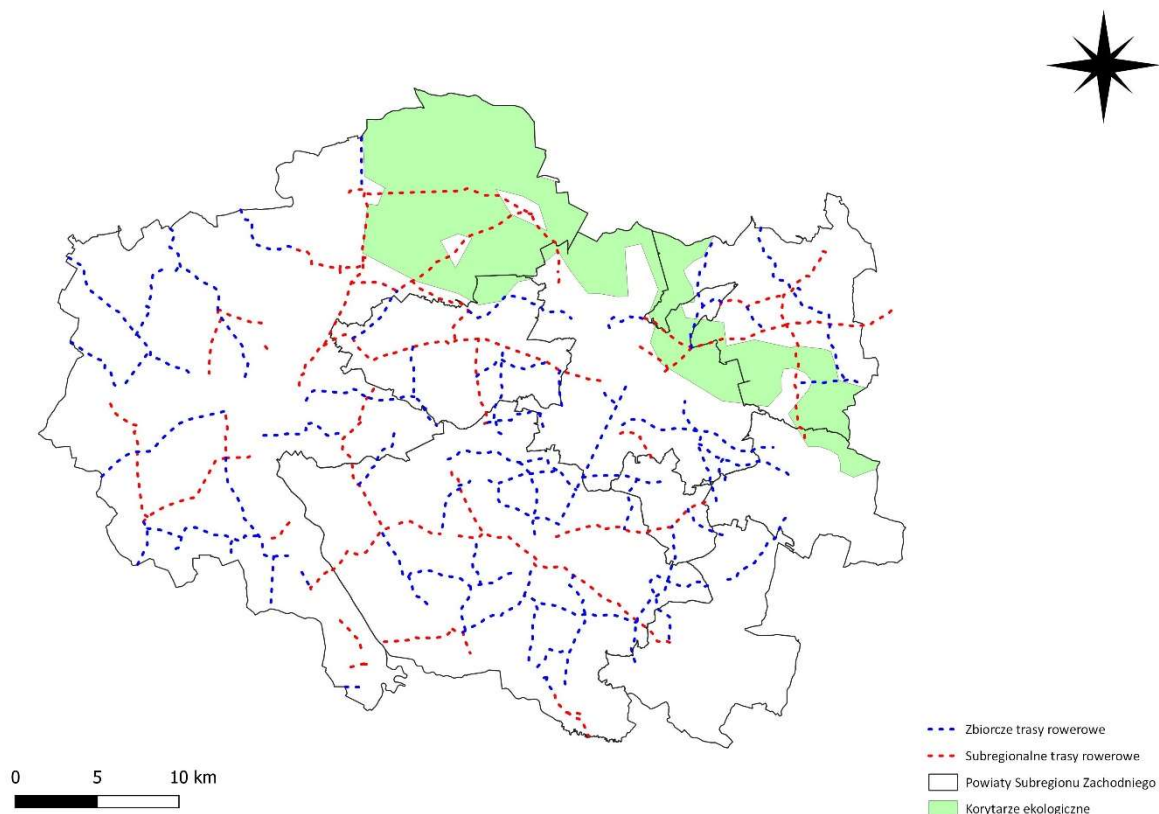 Zbiorcze trasy rowerowe
Subregionalne trasy rowerowe
Powiaty Subregionu Zachodniego
Korytarze ekologiczne
0 5 10 km